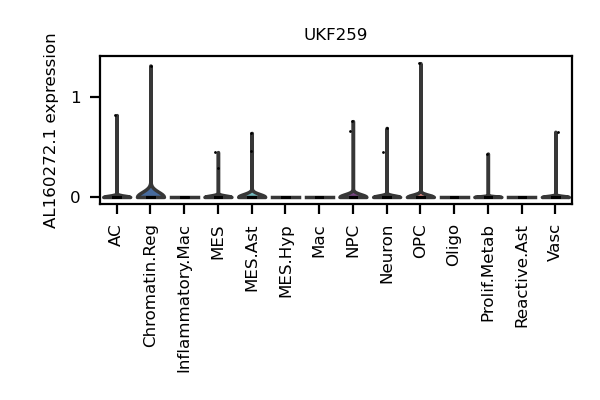 UKF259
AL160272.1 expression
1
0
AC
Chromatin.Reg
Inflammatory.Mac
MES
MES.Ast
MES.Hyp
Mac
NPC
Neuron
OPC
Oligo
Prolif.Metab
Reactive.Ast
Vasc